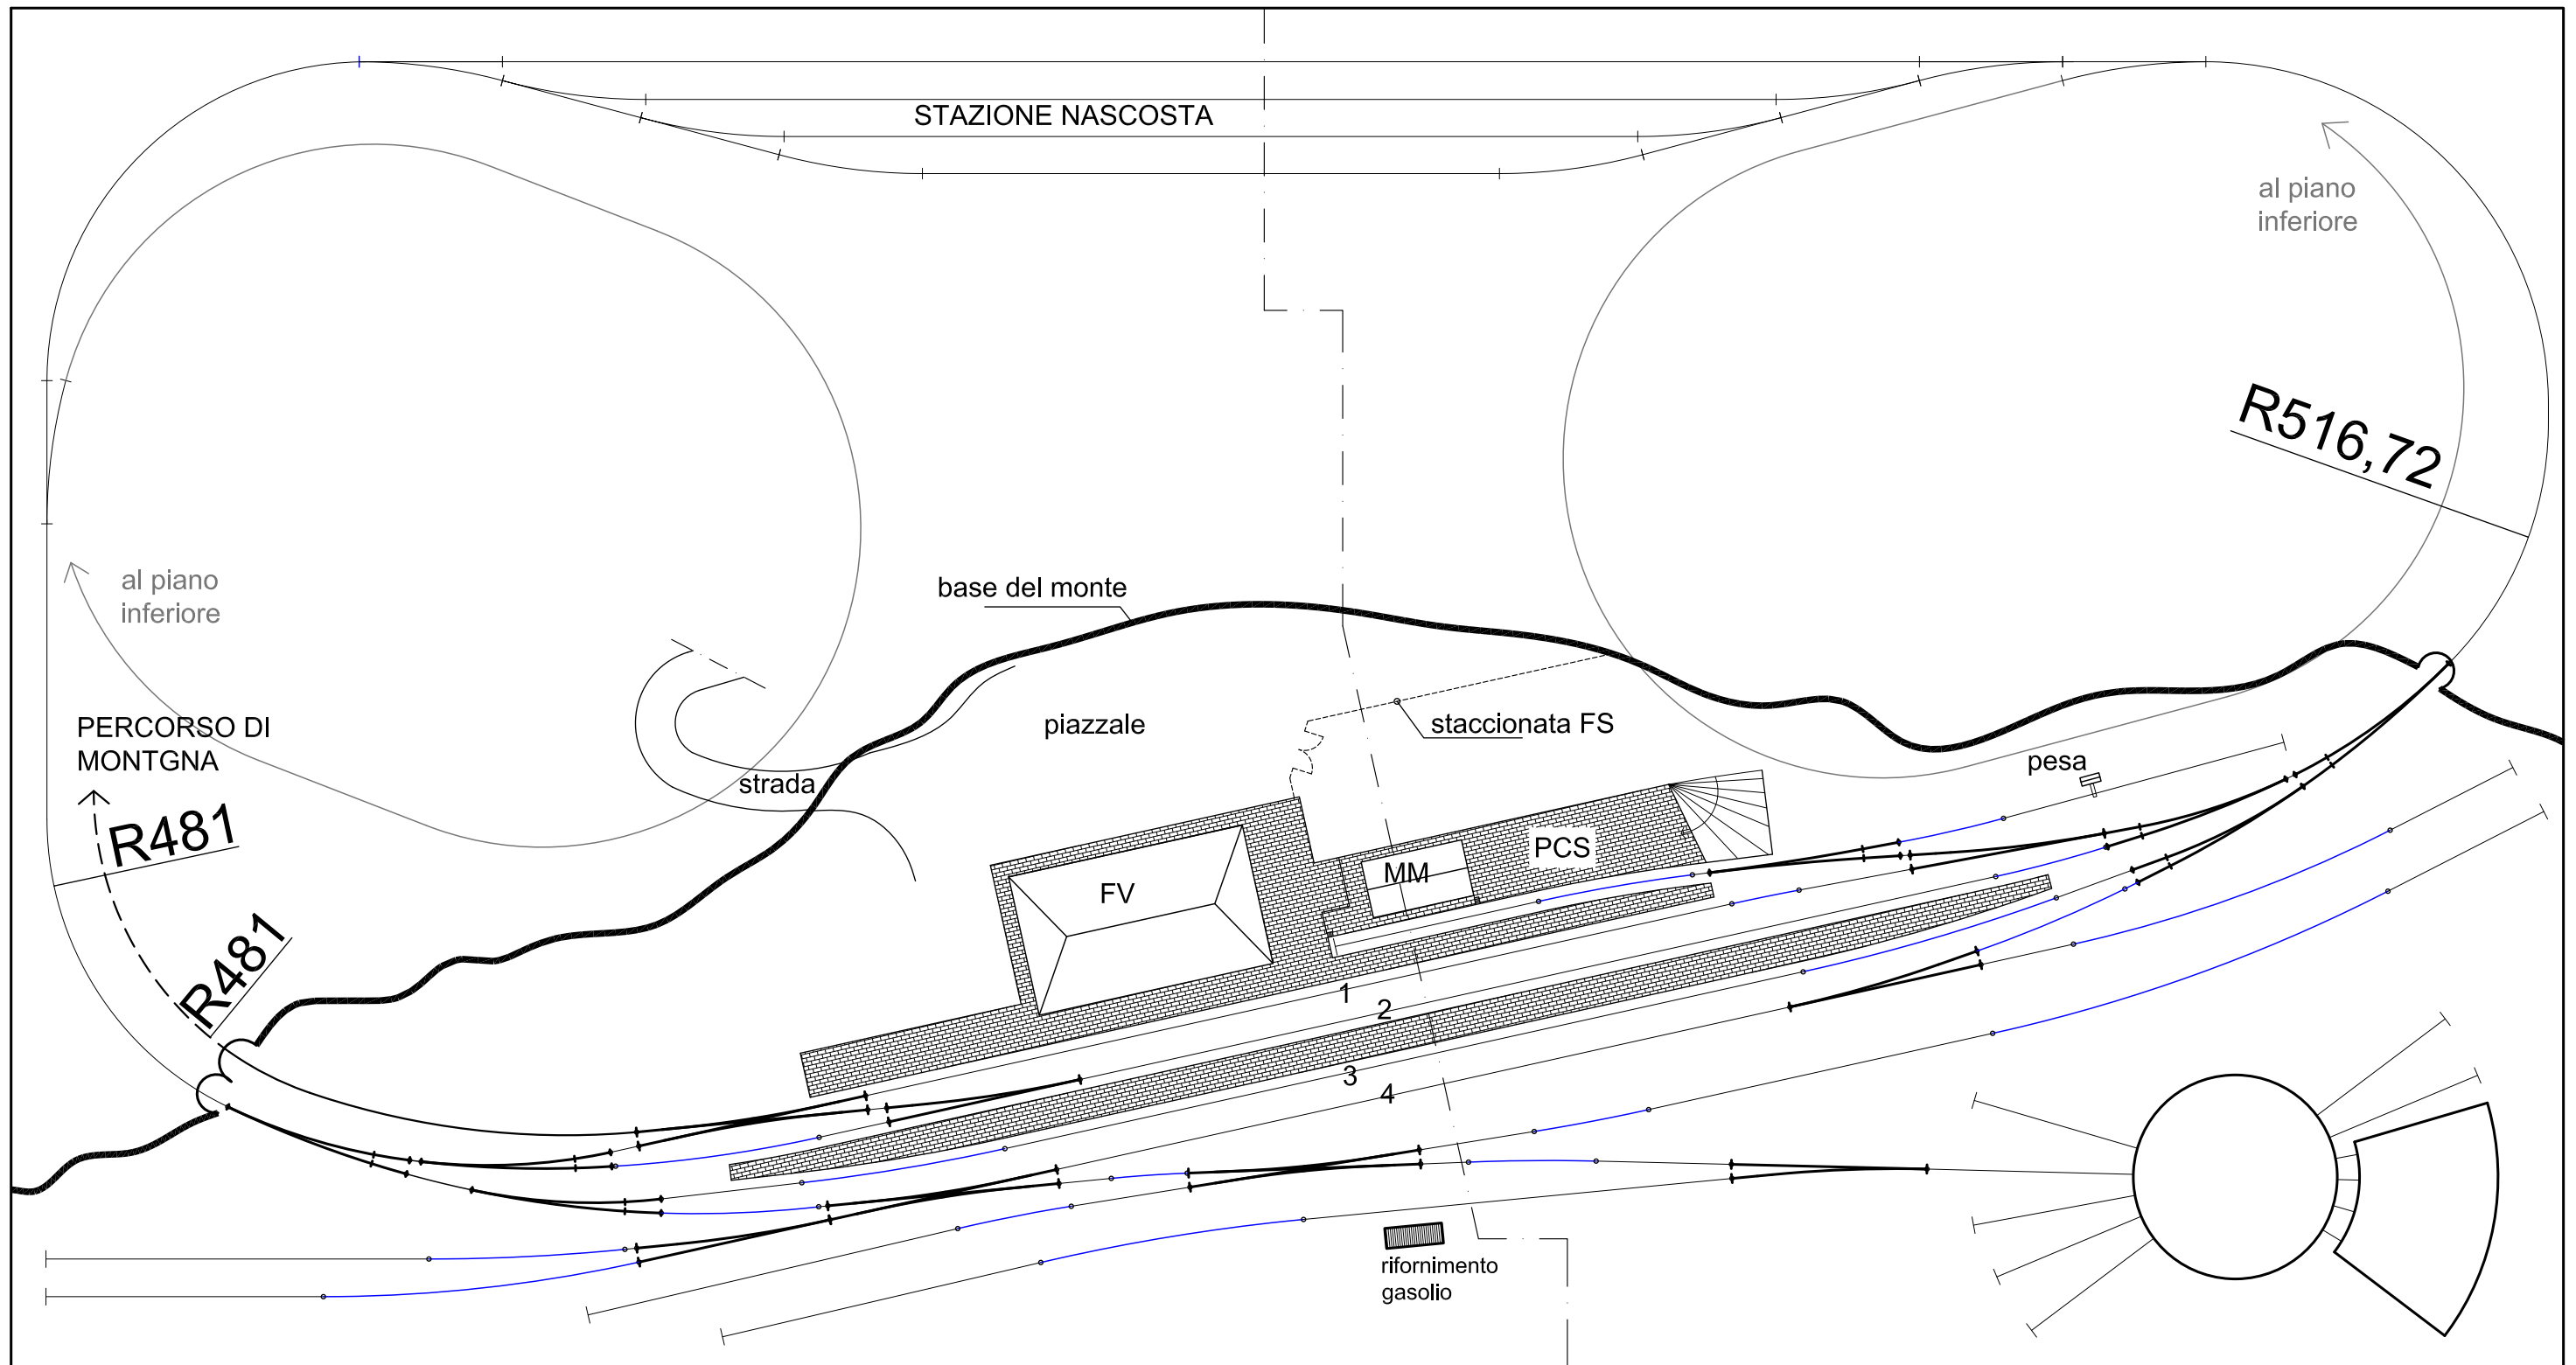 STAZIONE NASCOSTA
al piano
inferiore
R516,72
al piano
inferiore
base del monte
PERCORSO DI
MONTGNA
piazzale
staccionata FS
strada
pesa
R481
PCS
MM
FV
R481
1
2
3
4
rifornimento
gasolio